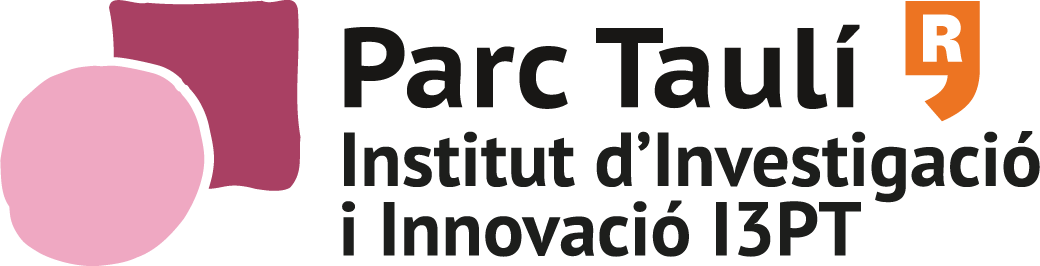 Parc Taulí R
Institut d’Investigació
i Innovació I3PT